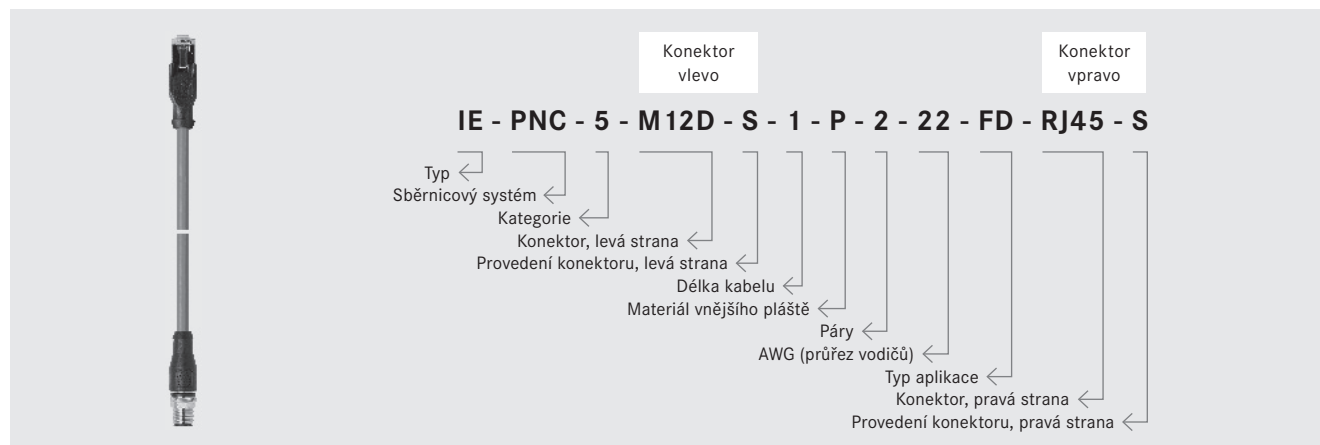 Konektor
vlevo
Konektor
vpravo
IE - PNC - 5 - M12D - S - 1 - P - 2 - 22 - FD - RJ45 - S
Typ
Sběrnicový systém
Kategorie
Konektor, levá strana
Provedení konektoru, levá strana
Délka kabelu
Materiál vnějšího pláště
Páry
AWG (průřez vodičů)
Typ aplikace
Konektor, pravá strana
Provedení konektoru, pravá strana